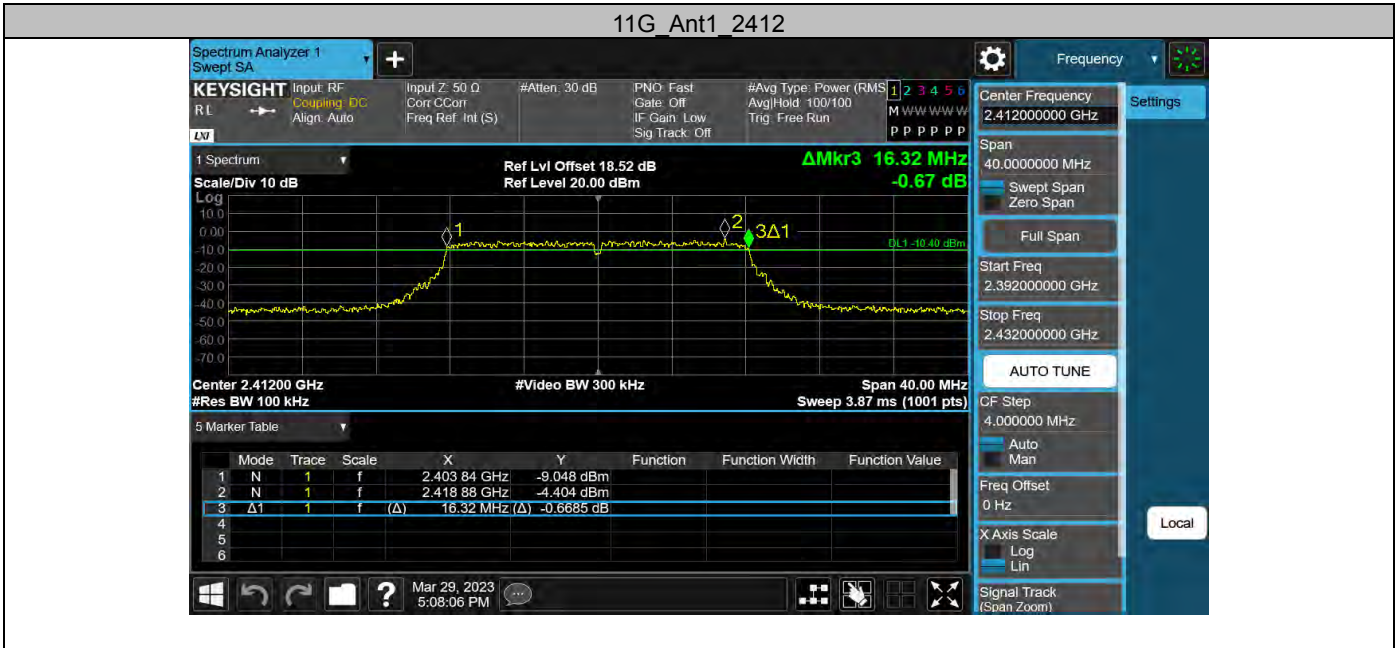 11G_Ant1_2412
Spectrum Analyzer 1
Swept SA
Frequency
KEYSIGHT
RL
LXI
Input: RF
Coupling: DC
Align: Auto
Input Z: 50 Ω
Corr CCorr
Freq Ref: Int (S)
#Atten: 30 dB
PNO: Fast
Gate: Off
IF Gain: Low
Sig Track: Off
#Avg Type: Power (RMS
Avg|Hold: 100/100
Trig: Free Run
1 2 3 4 5 6
M W W W W W
P P P P P P
1 Spectrum
Scale/Div 10 dB
Ref Lvl Offset 18.52 dB
Ref Level 20.00 dBm
ΔMkr3 16.32 MHz
-0.67 dB
Log
10.0
0.00
-10.0
-20.0
-30.0
-40.0
-50.0
-60.0
-70.0
1
2
3Δ1
DL1 -10.40 dBm
Center 2.41200 GHz
#Res BW 100 kHz
#Video BW 300 kHz
Span 40.00 MHz
Sweep 3.87 ms (1001 pts)
5 Marker Table
Mode Trace Scale X Y Function Function Width Function Value
1 N 1 f 2.403 84 GHz -9.048 dBm
2 N 1 f 2.418 88 GHz -4.404 dBm
3 Δ1 1 f (Δ) 16.32 MHz (Δ) -0.6685 dB
4
5
6
Mar 29, 2023
5:08:06 PM
Center Frequency
2.412000000 GHz
Settings
Span
40.0000000 MHz
Swept Span
Zero Span
Full Span
Start Freq
2.392000000 GHz
Stop Freq
2.432000000 GHz
AUTO TUNE
CF Step
4.000000 MHz
Auto
Man
Freq Offset
0 Hz
X Axis Scale
Log
Lin
Local
Signal Track
(Span Zoom)